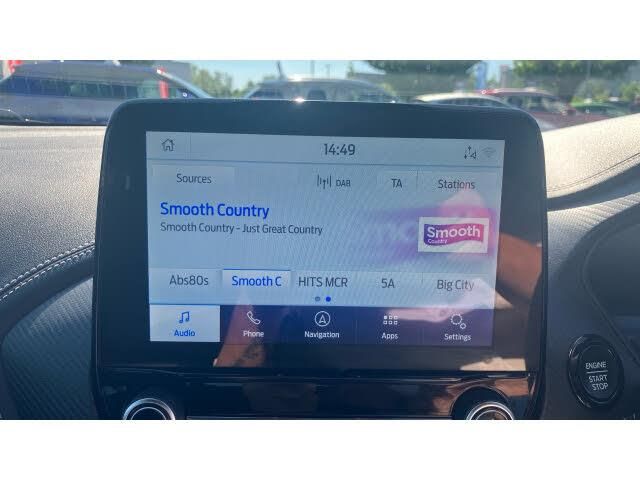 14:49
Sources DAB TA Stations
Smooth Country
Smooth Country - Just Great Country
Smooth
Country
Abs80s Smooth C HITS MCR 5A Big City
Audio Phone Navigation Apps Settings
ENGINE
START
STOP